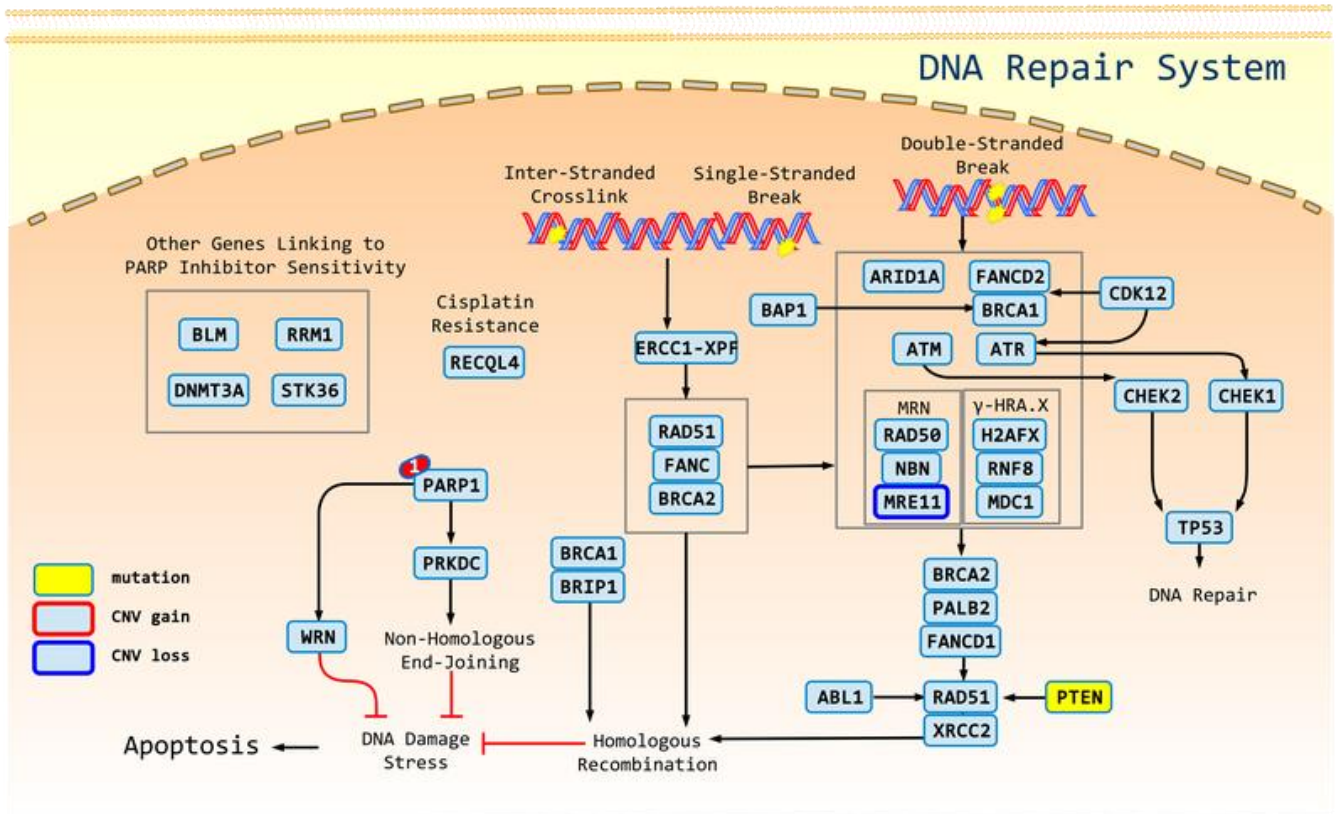 DNA Repair System
Double-Stranded
Break
Inter-Stranded
Crosslink
Single-Stranded
Break
Other Genes Linking to
PARP Inhibitor Sensitivity
BLM
RRM1
DNMT3A
STK36
Cisplatin
Resistance
RECQL4
ERCC1-XPF
RAD51
FANC
BRCA2
BAP1
ARID1A
FANCD2
BRCA1
CDK12
ATM
ATR
CHEK2
CHEK1
MRN
RAD50
NBN
MRE11
γ-HRA.X
H2AFX
RNF8
MDC1
TP53
DNA Repair
1
PARP1
PRKDC
WRN
Non-Homologous
End-Joining
BRCA1
BRIP1
BRCA2
PALB2
FANCD1
ABL1
RAD51
PTEN
XRCC2
mutation
CNV gain
CNV loss
Apoptosis
DNA Damage
Stress
Homologous
Recombination